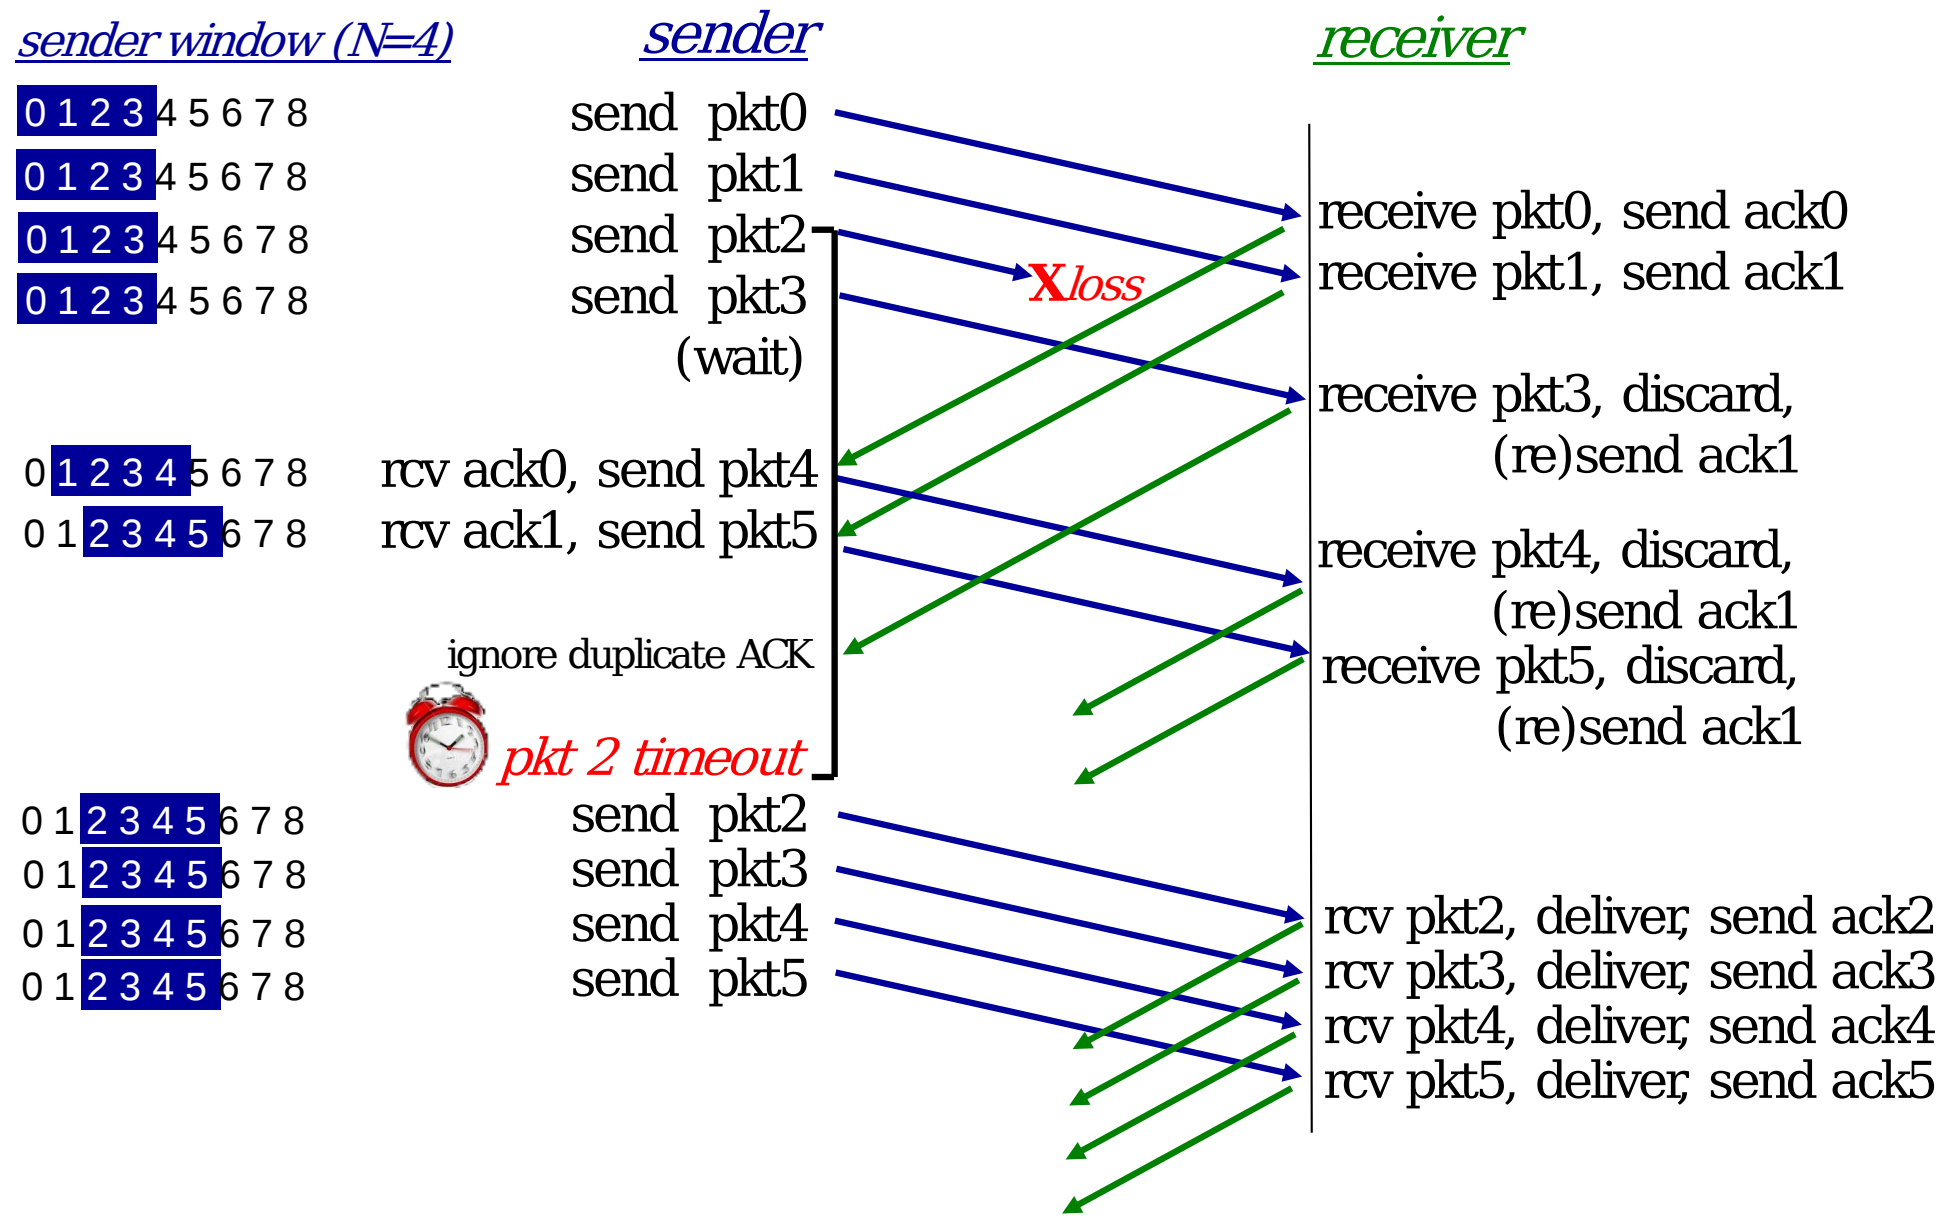 sender window (N=4) sender receiver
0 1 2 3 4 5 6 7 8 send pkt0
0 1 2 3 4 5 6 7 8 send pkt1
receive pkt0, send ack0
0 1 2 3 4 5 6 7 8 send pkt2
receive pkt1, send ack1
X loss
0 1 2 3 4 5 6 7 8 send pkt3
(wait)
receive pkt3, discard,
(re)send ack1
0 1 2 3 4 5 6 7 8 rcv ack0, send pkt4
0 1 2 3 4 5 6 7 8 rcv ack1, send pkt5
receive pkt4, discard,
(re)send ack1
ignore duplicate ACK
receive pkt5, discard,
(re)send ack1
pkt 2 timeout
0 1 2 3 4 5 6 7 8 send pkt2
0 1 2 3 4 5 6 7 8 send pkt3
0 1 2 3 4 5 6 7 8 send pkt4
0 1 2 3 4 5 6 7 8 send pkt5
rcv pkt2, deliver, send ack2
rcv pkt3, deliver, send ack3
rcv pkt4, deliver, send ack4
rcv pkt5, deliver, send ack5